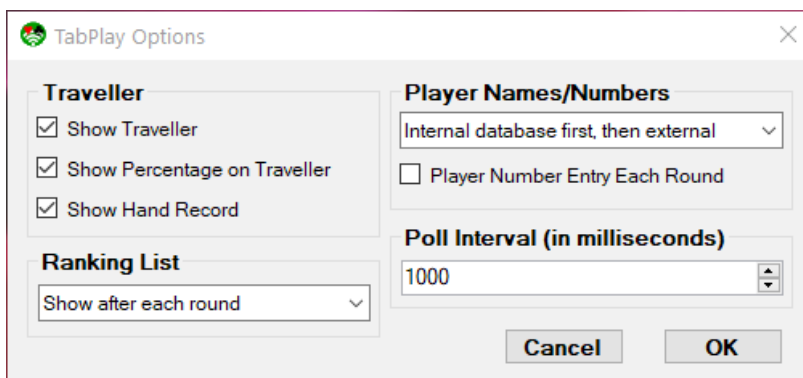 TabPlay Options
Traveller
Show Traveller
Show Percentage on Traveller
Show Hand Record
Ranking List
Show after each round
Player Names/Numbers
Internal database first, then external
Player Number Entry Each Round
Poll Interval (in milliseconds)
1000
Cancel
OK